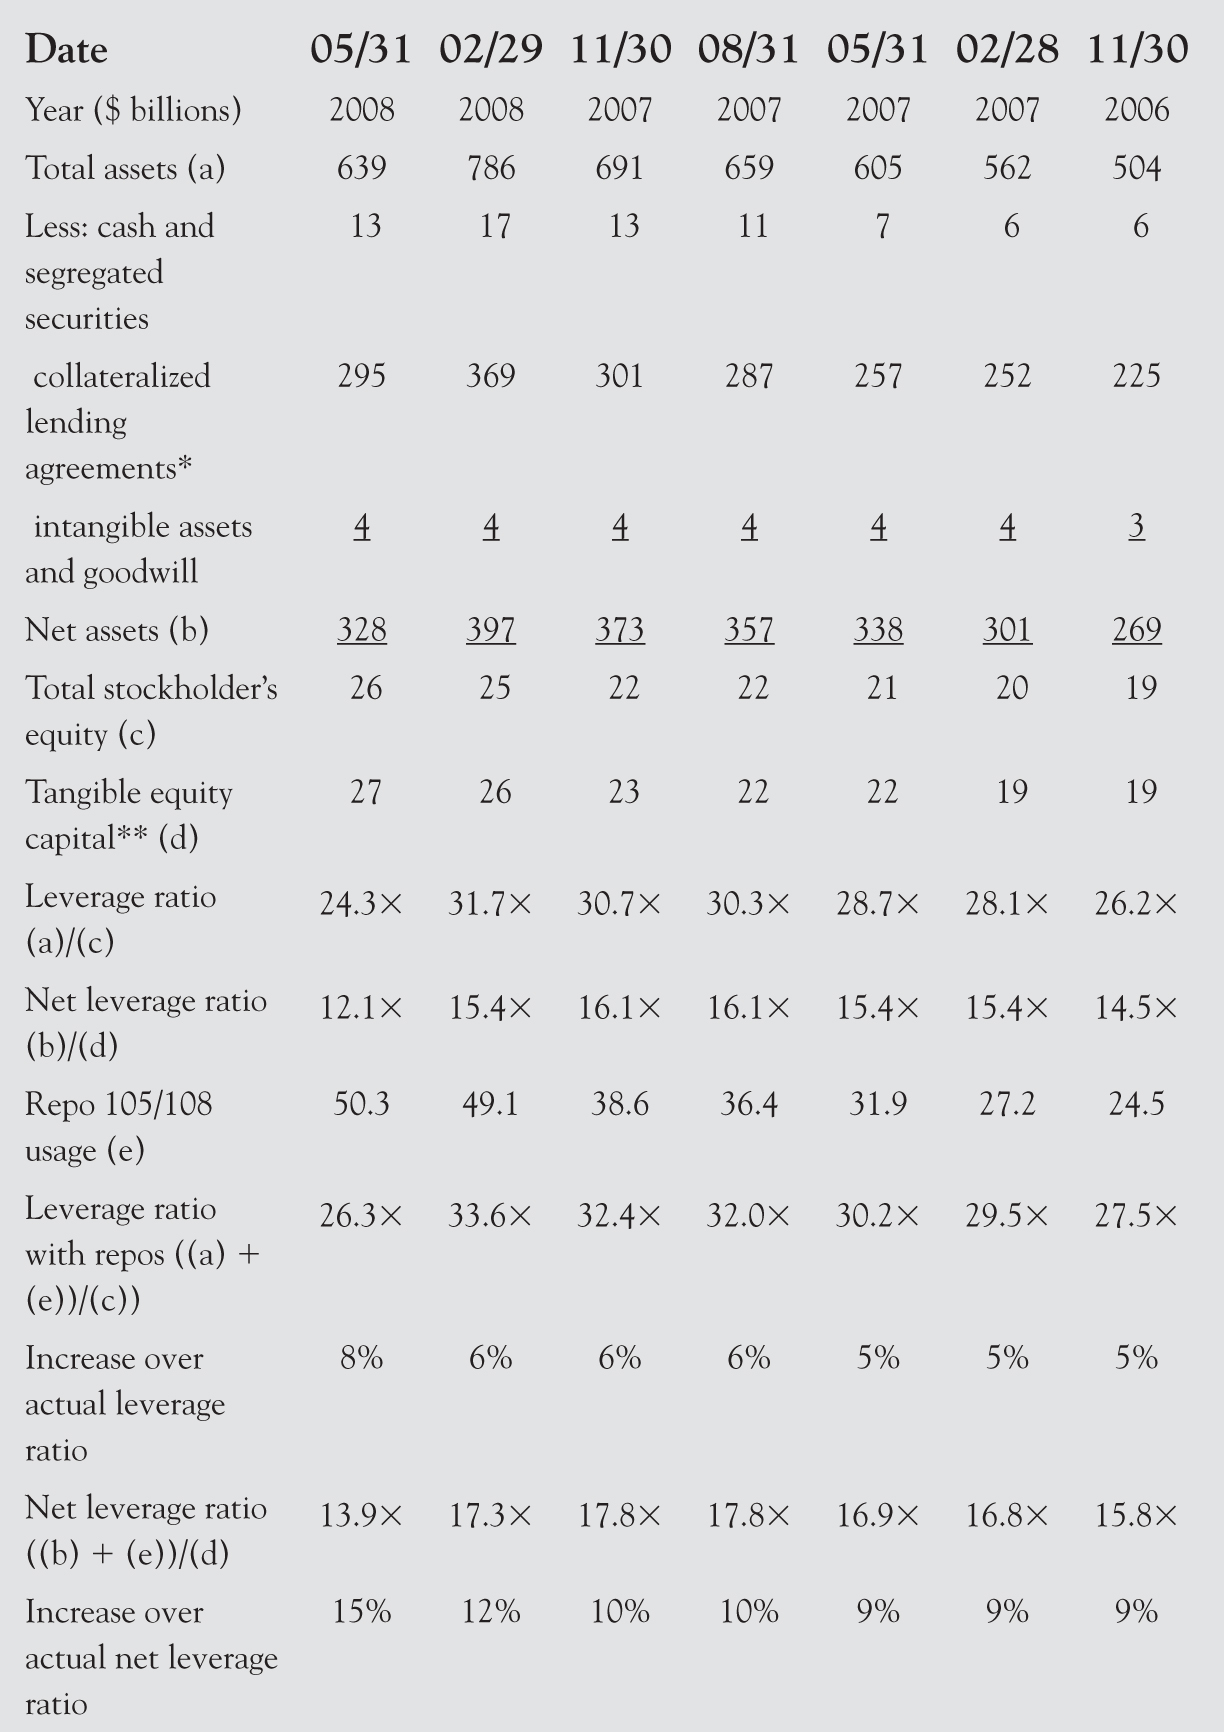 Date 05/31 02/29 11/30 08/31 05/31 02/28 11/30
Year ($ billions) 2008 2008 2007 2007 2007 2007 2006
Total assets (a) 639 786 691 659 605 562 504
Less: cash and 13 17 13 11 7 6 6
segregated
securities
collateralized 295 369 301 287 257 252 225
lending
agreements*
intangible assets 4 4 4 4 4 4 3
and goodwill
Net assets (b) 328 397 373 357 338 301 269
Total stockholder’s 26 25 22 22 21 20 19
equity (c)
Tangible equity 27 26 23 22 22 19 19
capital** (d)
Leverage ratio 24.3× 31.7× 30.7× 30.3× 28.7× 28.1× 26.2×
(a)/(c)
Net leverage ratio 12.1× 15.4× 16.1× 16.1× 15.4× 15.4× 14.5×
(b)/(d)
Repo 105/108 50.3 49.1 38.6 36.4 31.9 27.2 24.5
usage (e)
Leverage ratio 26.3× 33.6× 32.4× 32.0× 30.2× 29.5× 27.5×
with repos ((a) +
(e))/(c))
Increase over 8% 6% 6% 6% 5% 5% 5%
actual leverage
ratio
Net leverage ratio 13.9× 17.3× 17.8× 17.8× 16.9× 16.8× 15.8×
((b) + (e))/(d)
Increase over 15% 12% 10% 10% 9% 9% 9%
actual net leverage
ratio